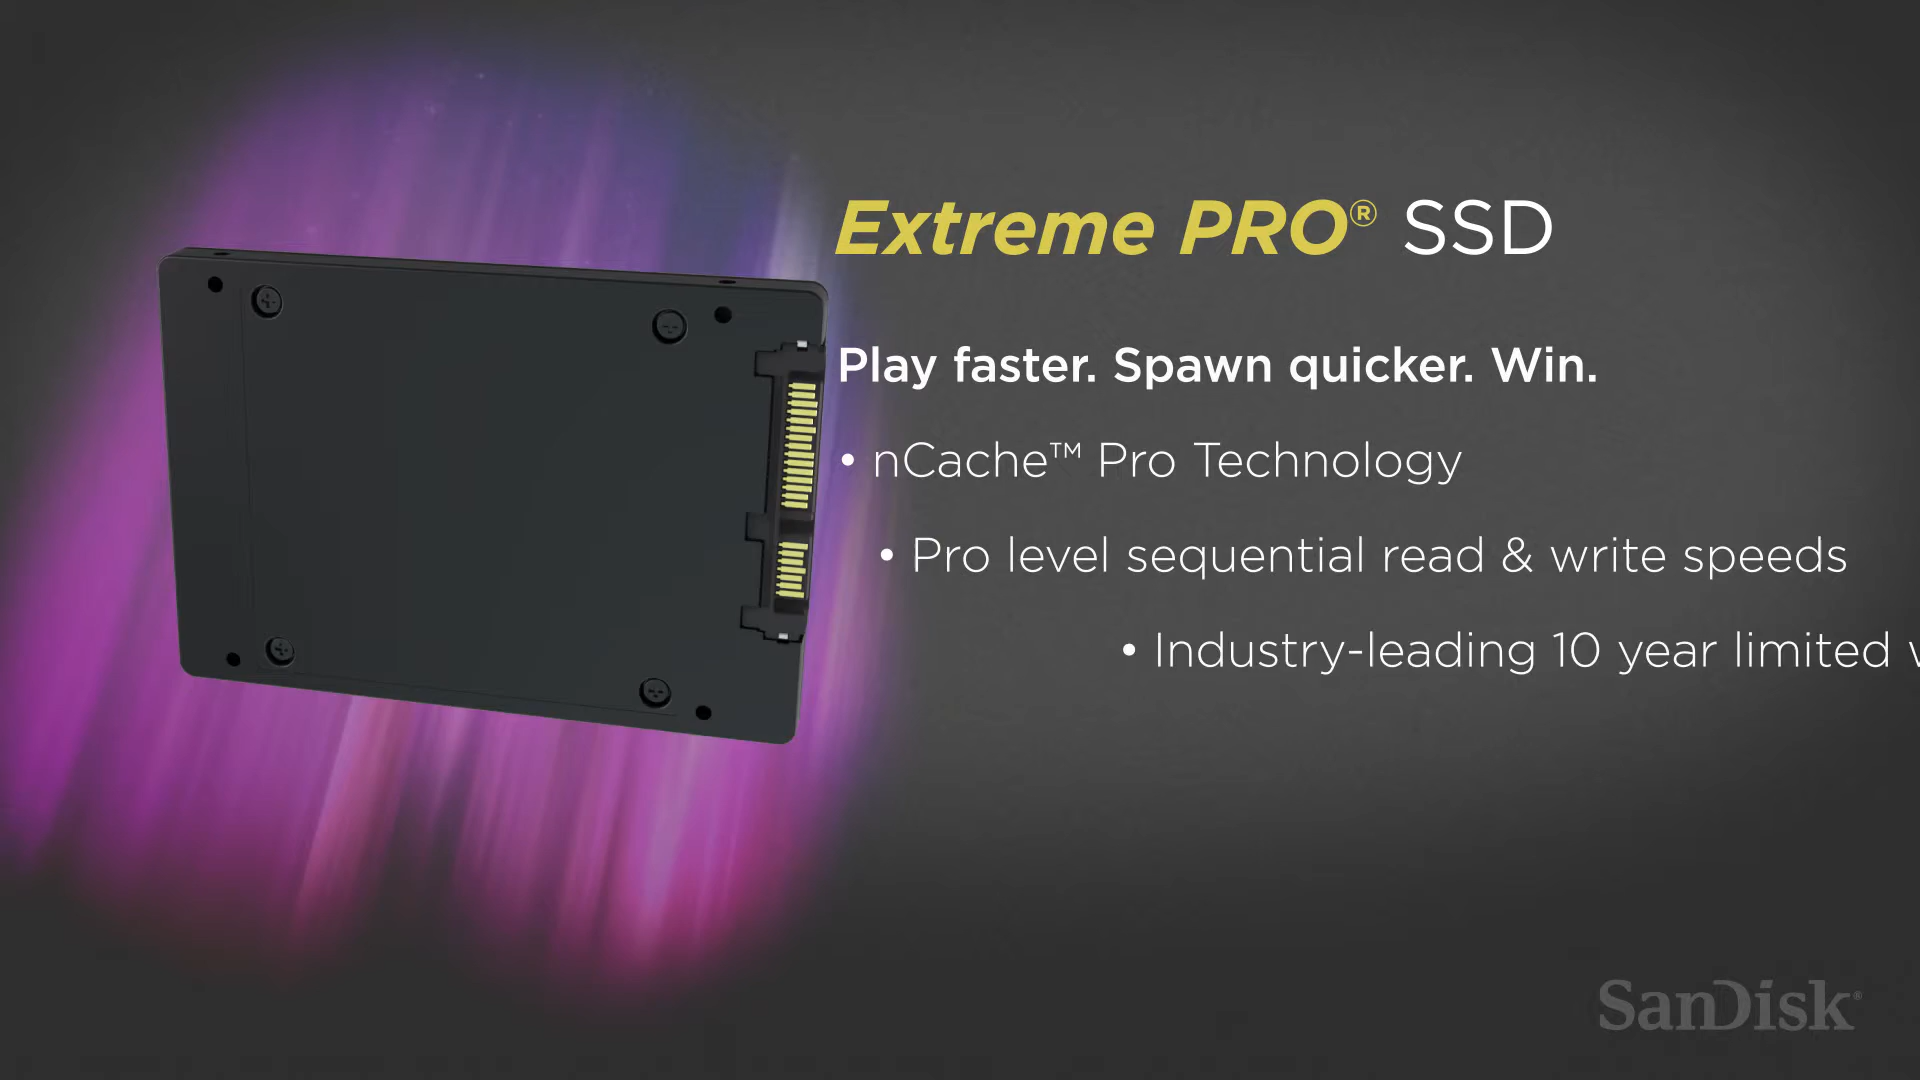 Extreme PRO® SSD
Play faster. Spawn quicker. Win.
• nCache™ Pro Technology
• Pro level sequential read & write speeds
• Industry-leading 10 year limited
SanDisk®